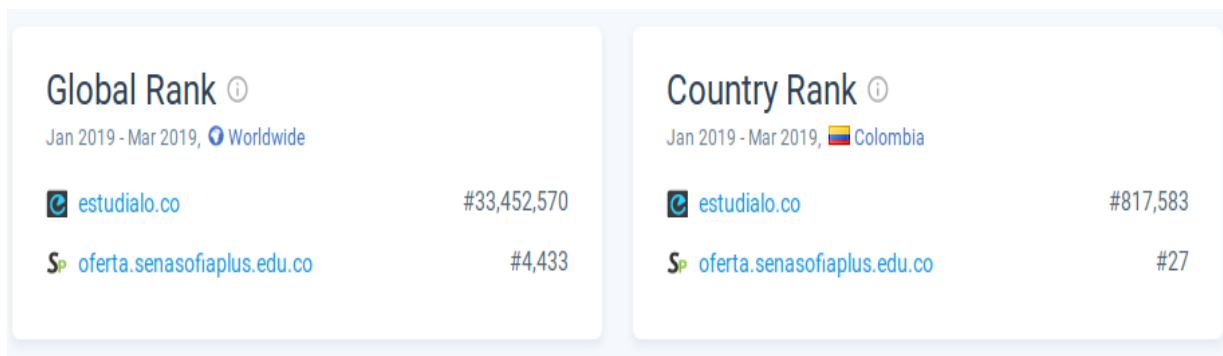 Global Rank
Jan 2019 - Mar 2019, Worldwide
estudialo.co #33,452,570
oferta.senasofiaplus.edu.co #4,433
Country Rank
Jan 2019 - Mar 2019, Colombia
estudialo.co #817,583
oferta.senasofiaplus.edu.co #27